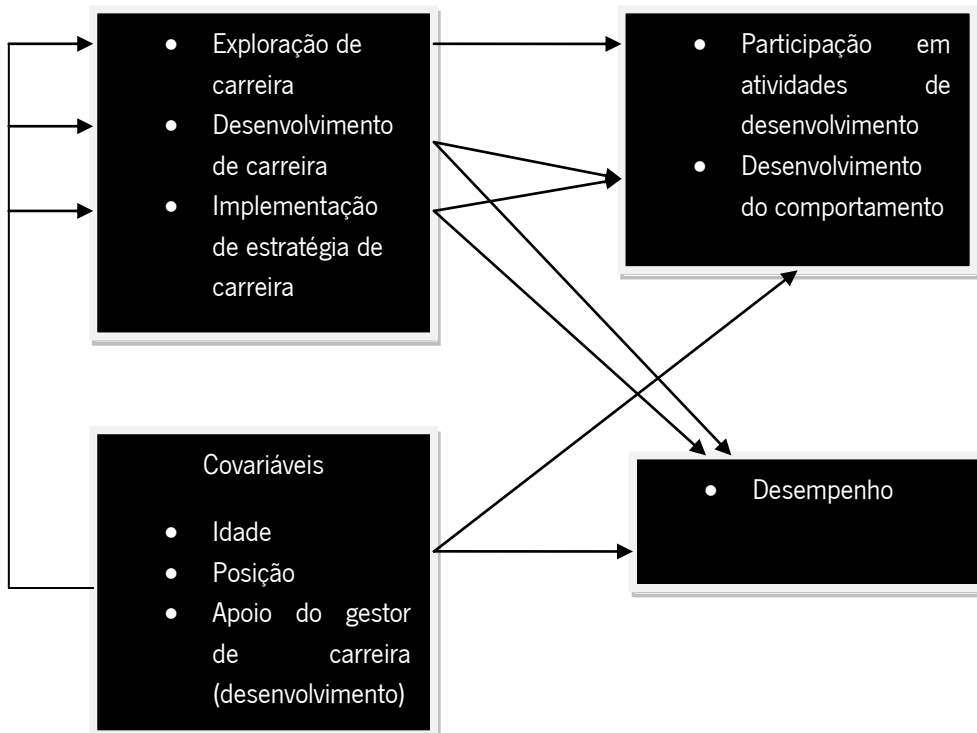 • Exploração de
carreira
• Desenvolvimento
de carreira
• Implementação
de estratégia de
carreira
• Participação em
atividades de
desenvolvimento
• Desenvolvimento
do comportamento
Covariáveis
• Idade
• Posição
• Apoio do gestor
de carreira
(desenvolvimento)
• Desempenho